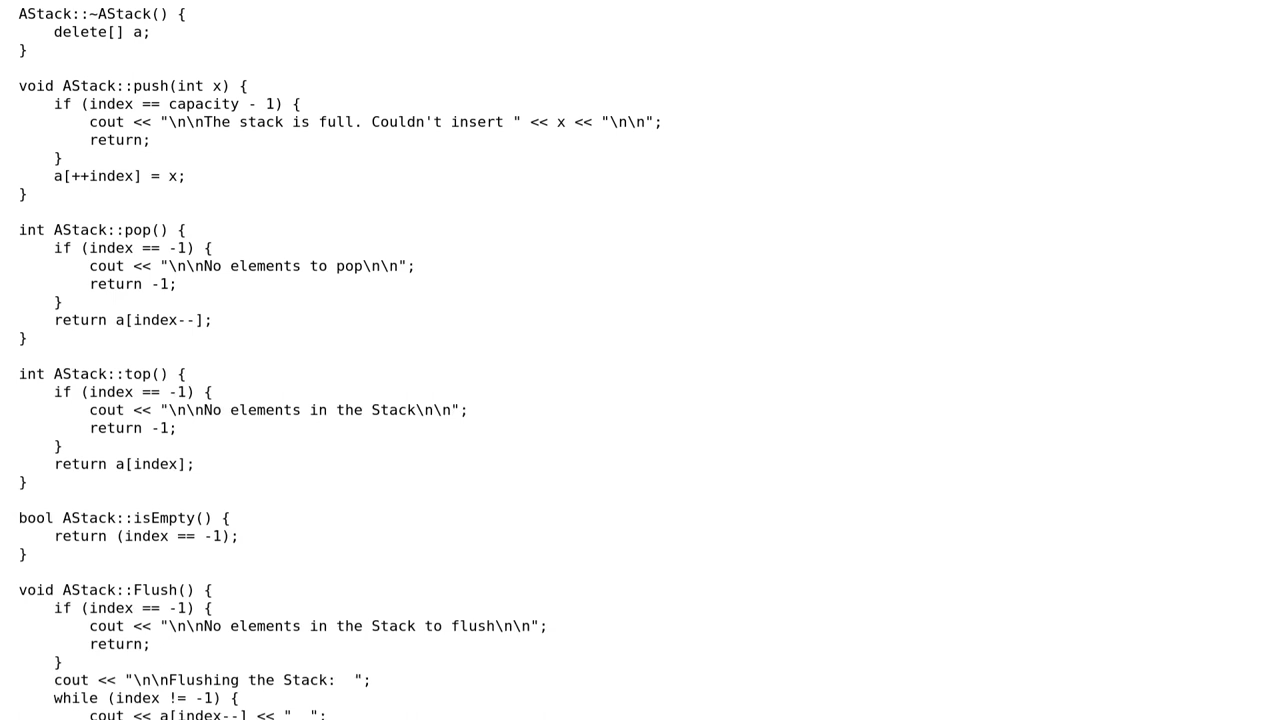 AStack::~AStack() {
    delete[] a;
}

void AStack::push(int x) {
    if (index == capacity - 1) {
        cout << "\n\nThe stack is full. Couldn't insert " << x << "\n\n";
        return;
    }
    a[++index] = x;
}

int AStack::pop() {
    if (index == -1) {
        cout << "\n\nNo elements to pop\n\n";
        return -1;
    }
    return a[index--];
}

int AStack::top() {
    if (index == -1) {
        cout << "\n\nNo elements in the Stack\n\n";
        return -1;
    }
    return a[index];
}

bool AStack::isEmpty() {
    return (index == -1);
}

void AStack::Flush() {
    if (index == -1) {
        cout << "\n\nNo elements in the Stack to flush\n\n";
        return;
    }
    cout << "\n\nFlushing the Stack:  ";
    while (index != -1) {
        cout << a[index--] << "  ";